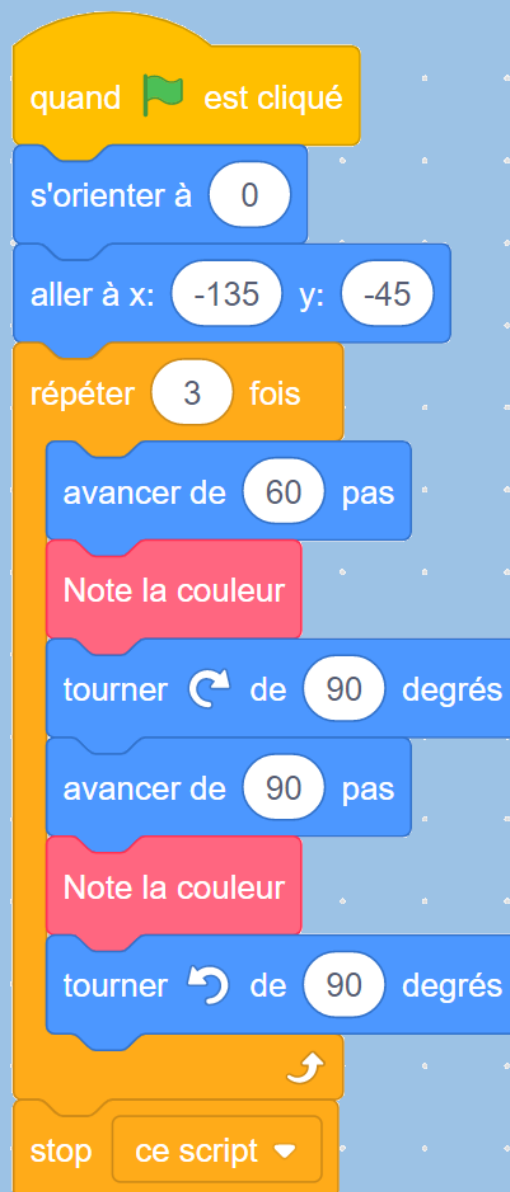 quand est cliqué
s'orienter à 0
aller à x: -135 y: -45
répéter 3 fois
avancer de 60 pas
Note la couleur
tourner de 90 degrés
avancer de 90 pas
Note la couleur
tourner de 90 degrés
stop ce script